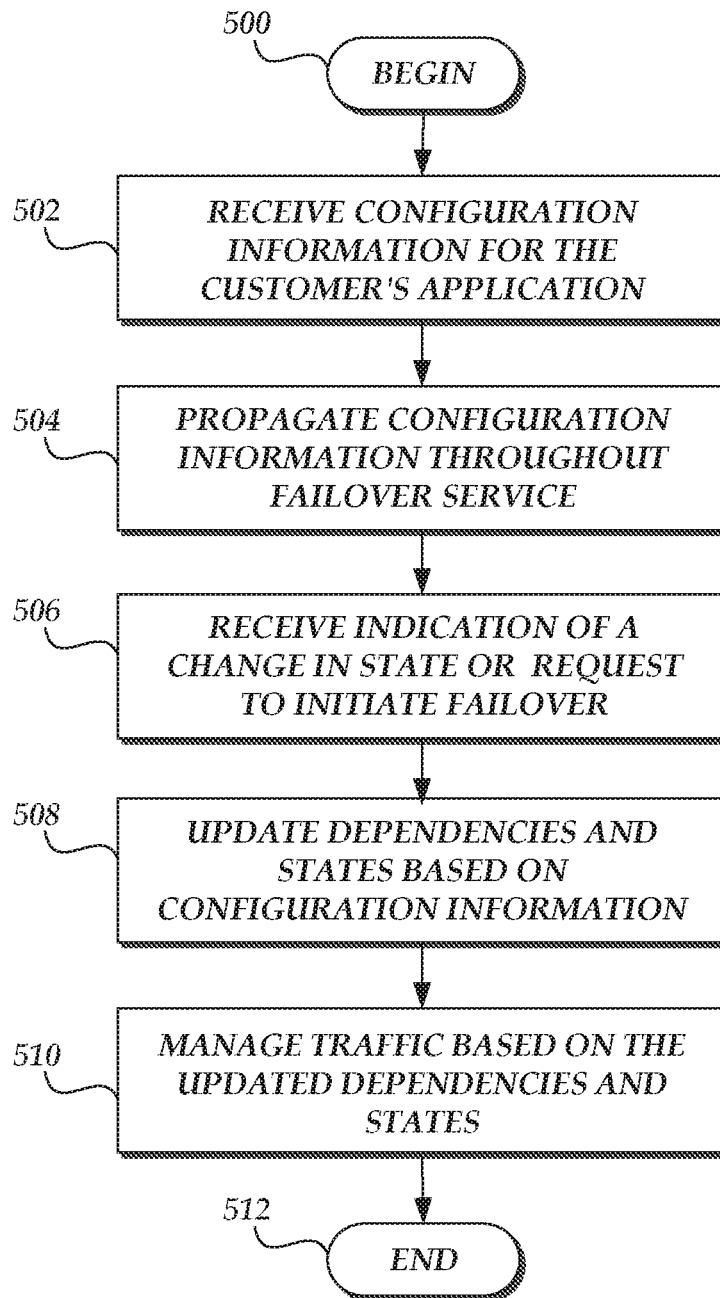 500
BEGIN
502
RECEIVE CONFIGURATION
INFORMATION FOR THE
CUSTOMER'S APPLICATION
504
PROPAGATE CONFIGURATION
INFORMATION THROUGHOUT
FAILOVER SERVICE
506
RECEIVE INDICATION OF A
CHANGE IN STATE OR REQUEST
TO INITIATE FAILOVER
508
UPDATE DEPENDENCIES AND
STATES BASED ON
CONFIGURATION INFORMATION
510
MANAGE TRAFFIC BASED ON THE
UPDATED DEPENDENCIES AND
STATES
512
END